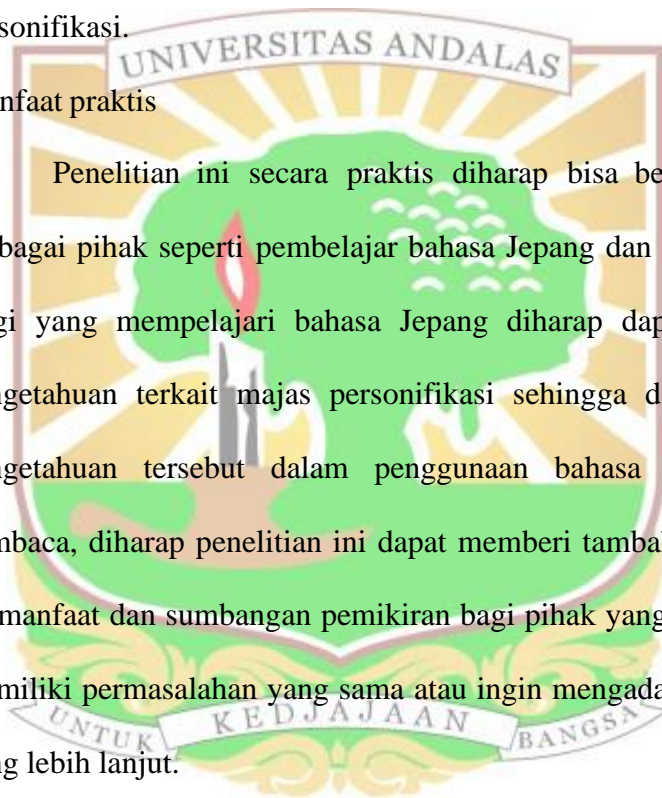 sonifikasi.
UNIVERSITAS ANDALAS
nfaat praktis
Penelitian ini secara praktis diharap bisa be
bagai pihak seperti pembelajar bahasa Jepang dan
gi yang mempelajari bahasa Jepang diharap dap
ngetahuan terkait majas personifikasi sehingga d
ngetahuan tersebut dalam penggunaan bahasa
mbaca, diharap penelitian ini dapat memberi tambal
manfaat dan sumbangan pemikiran bagi pihak yang
miliki permasalahan yang sama atau ingin mengada
UNTUK KEDJAJAAN BANGSA
ng lebih lanjut.